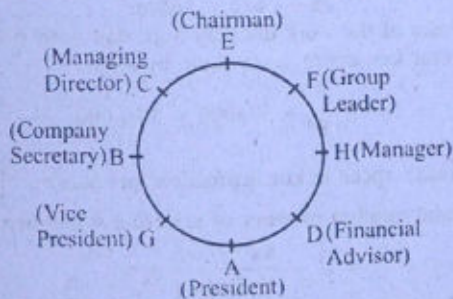 (Chairman)
E
(Managing
Director) C
F(Group
Leader)
(Company
Secretary)B
H(Manager)
(Vice
President) G
D(Financial
Advisor)
A
(President)